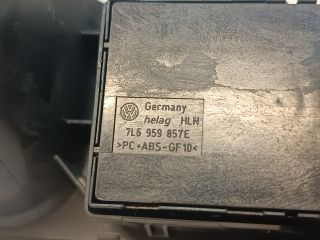 Germany
helag HLN
7L6 959 857E
>PC+ABS-GF10<